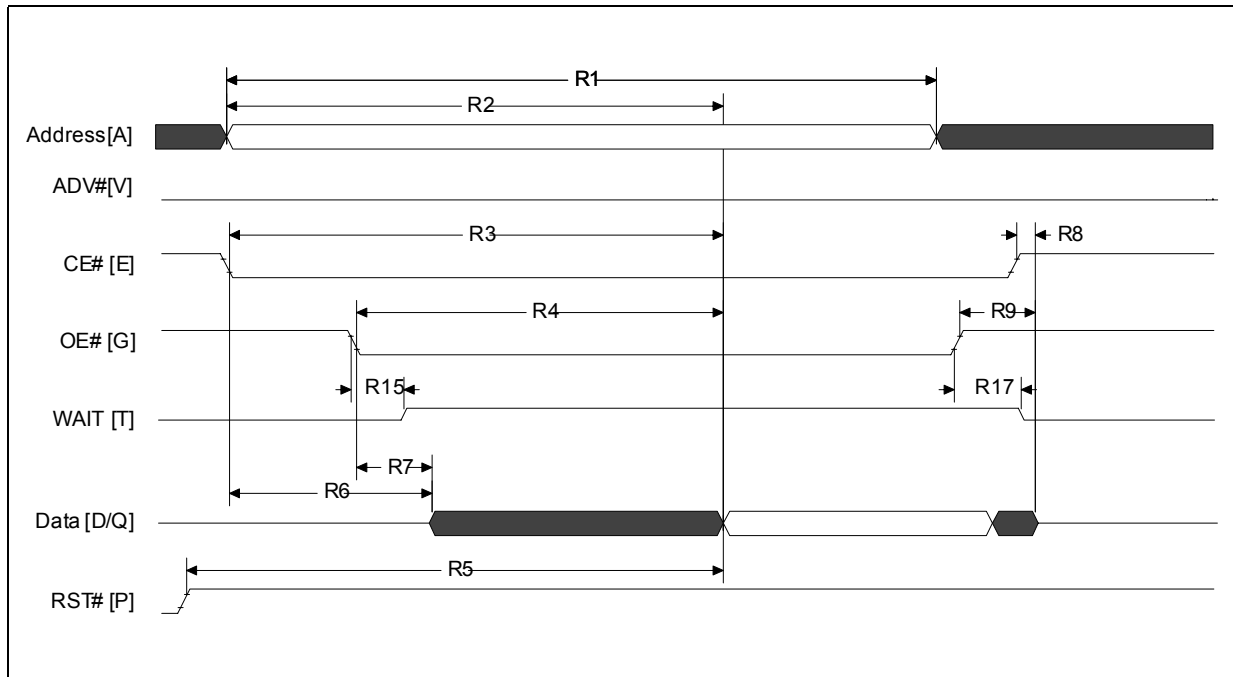 R1
R2
Address[A]
ADV#[V]
R3
R8
CE# [E]
R4
R9
OE# [G]
R15
R17
WAIT [T]
R7
R6
Data [D/Q]
R5
RST# [P]